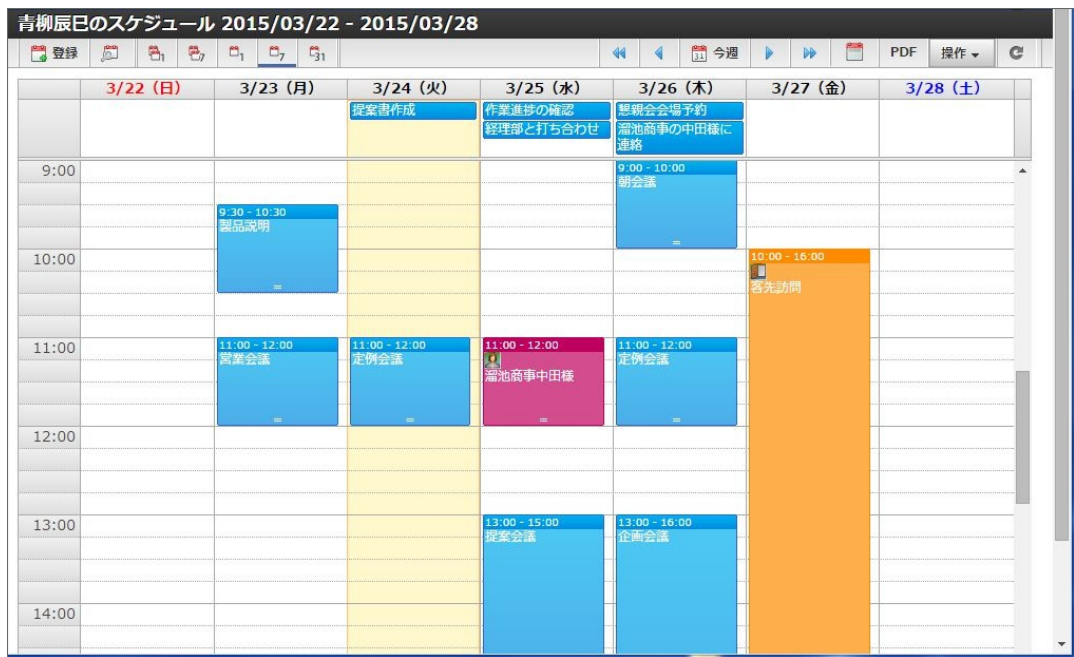 青柳辰巳のスケジュール 2015/03/22 - 2015/03/28
登録 1 7 1 7 31 31 今週 PDF 操作
3/22 (日) 3/23 (月) 3/24 (火) 3/25 (水) 3/26 (木) 3/27 (金) 3/28 (土)
提案書作成 作業進捗の確認 懇親会会場予約
経理部と打ち合わせ 溜池商事の中田様に
連絡
9:00 9:00 - 10:00
朝会議
9:30 - 10:30
製品説明
10:00 10:00 - 16:00
客先訪問
11:00 11:00 - 12:00 11:00 - 12:00 11:00 - 12:00 11:00 - 12:00
営業会議 定例会議 定例会議
溜池商事中田様
12:00
13:00 13:00 - 15:00 13:00 - 16:00
提案会議 企画会議
14:00